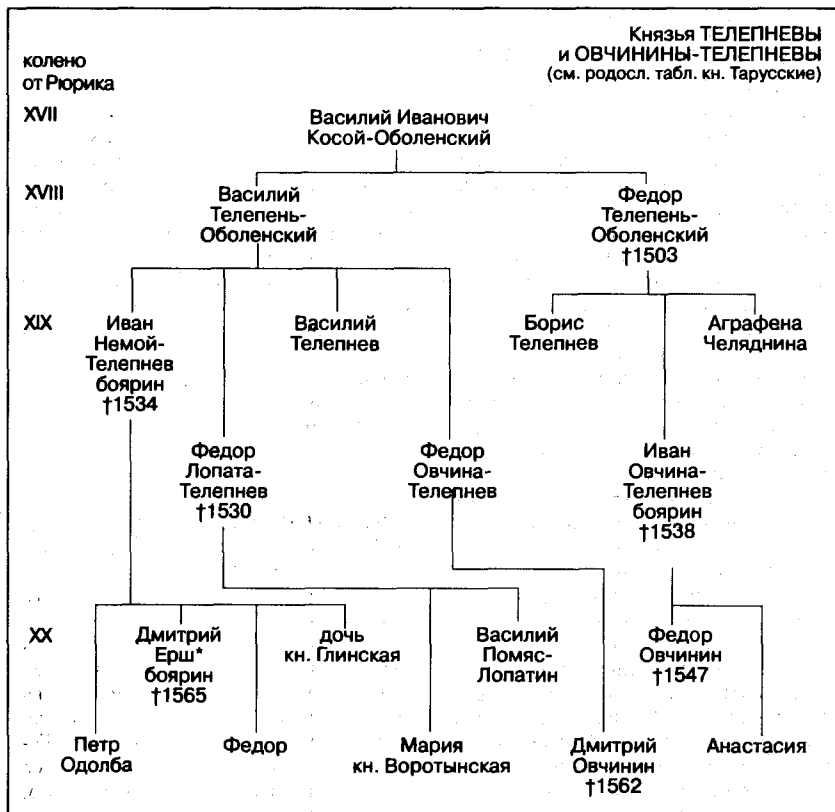 Князья ТЕЛЕПНЕВЫ
и ОВЧИНИНЫ-ТЕЛЕПНЕВЫ
(см. родосл. табл. кн. Тарусские)
колено
от Рюрика
XVII
Василий Иванович
Косой-Оболенский
XVIII
Василий
Телепень-
Оболенский
Федор
Телепень-
Оболенский
†1503
XIX
Иван
Немой-
Телепнев
боярин
†1534
Василий
Телепнев
Борис
Телепнев
Аграфена
Челяднина
Федор
Лопата-
Телепнев
†1530
Федор
Овчина-
Телепнев
Иван
Овчина-
Телепнев
боярин
†1538
XX
Дмитрий
Ерш*
боярин
†1565
дочь
кн. Глинская
Василий
Помяс-
Лопатин
Федор
Овчинин
†1547
Петр
Одолба
Федор
Мария
кн. Воротынская
Дмитрий
Овчинин
†1562
Анастасия